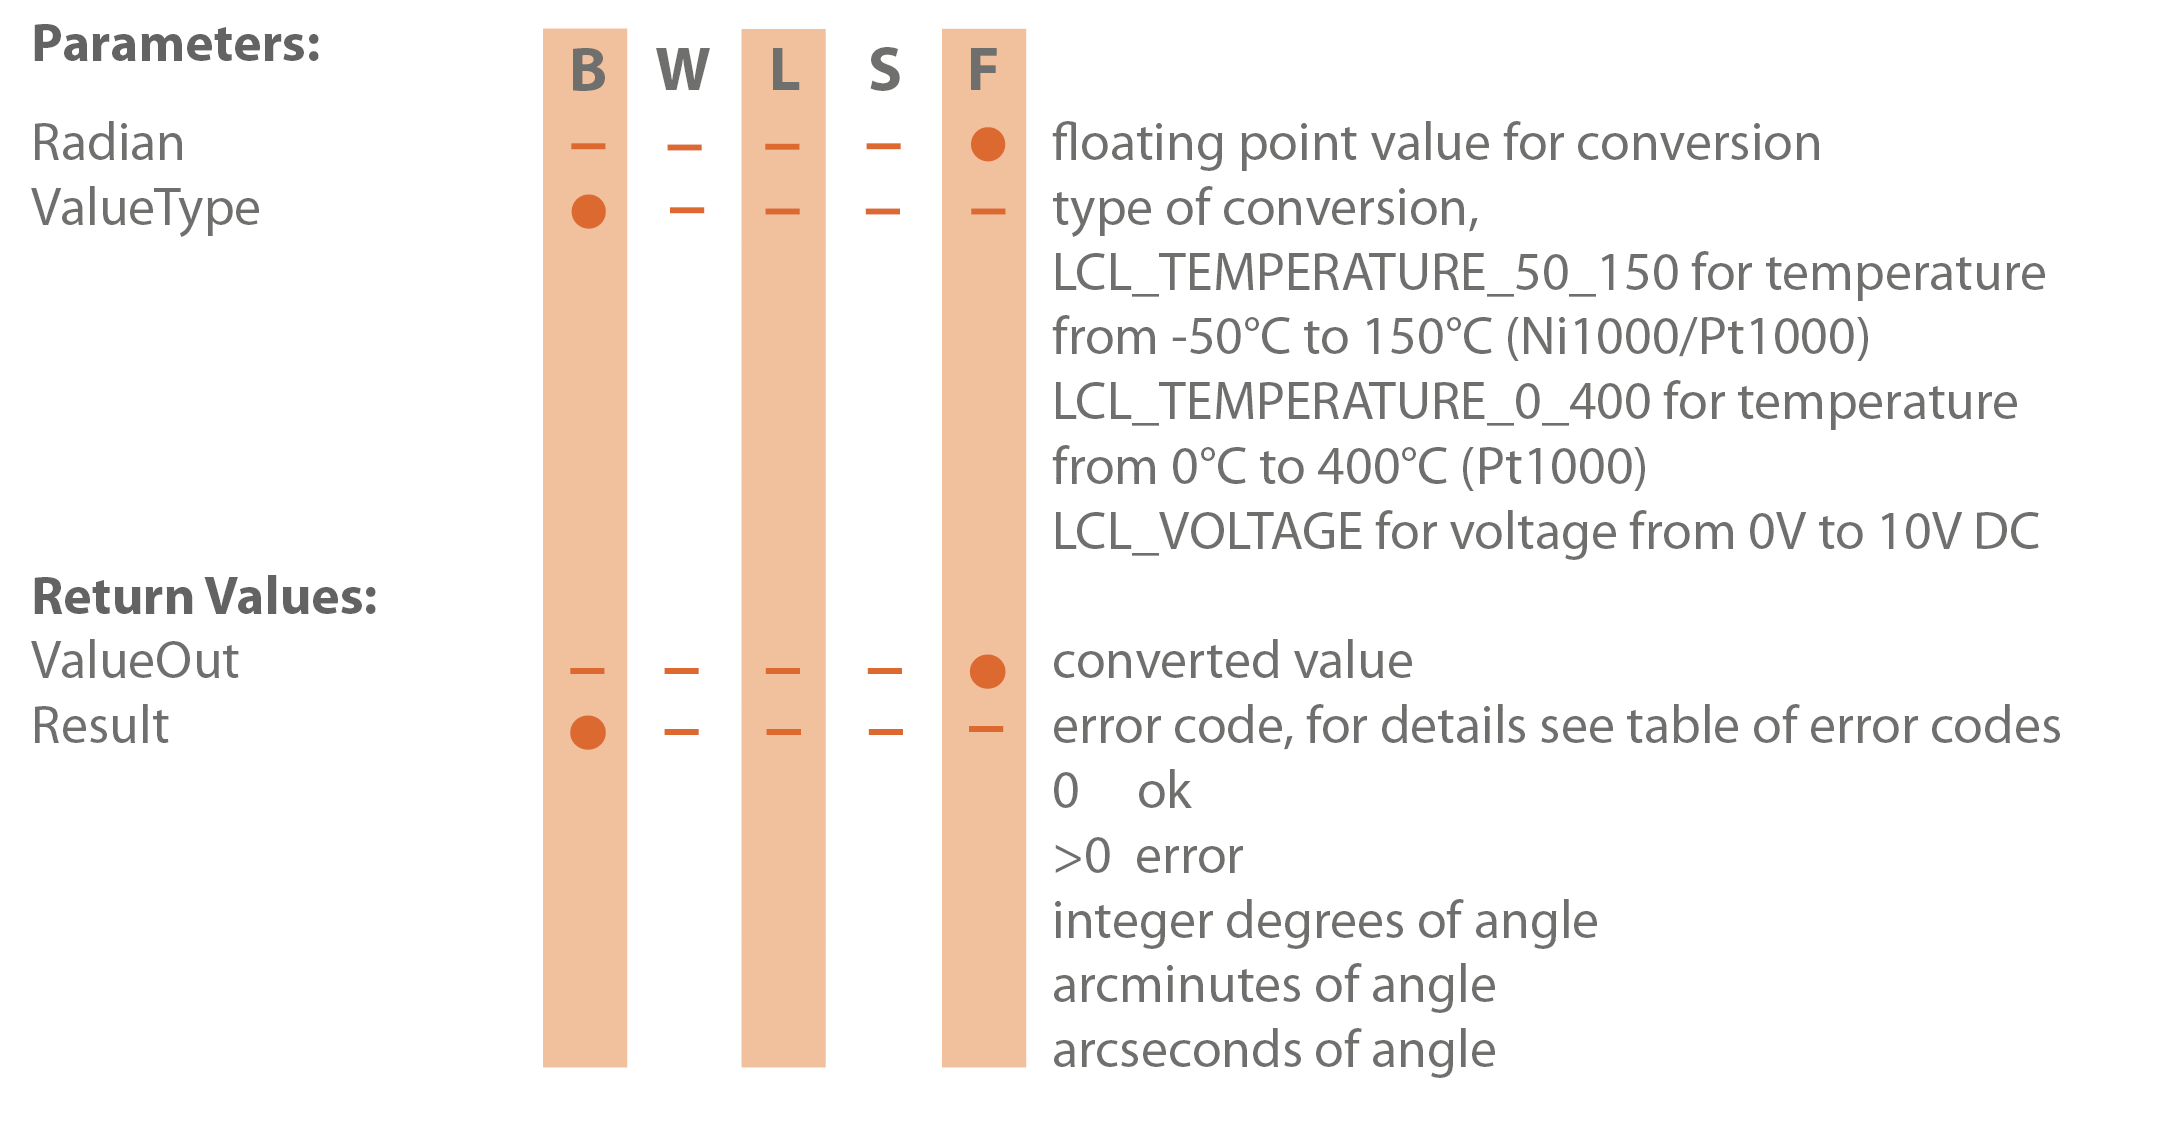 Parameters: B W L S F
Radian – – – – ● floating point value for conversion
ValueType ● – – – – type of conversion,
LCL_TEMPERATURE_50_150 for temperature
from -50°C to 150°C (Ni1000/Pt1000)
LCL_TEMPERATURE_0_400 for temperature
from 0°C to 400°C (Pt1000)
LCL_VOLTAGE for voltage from 0V to 10V DC
Return Values:
ValueOut – – – – ● converted value
Result ● – – – – error code, for details see table of error codes
0 ok
>0 error
integer degrees of angle
arcminutes of angle
arcseconds of angle